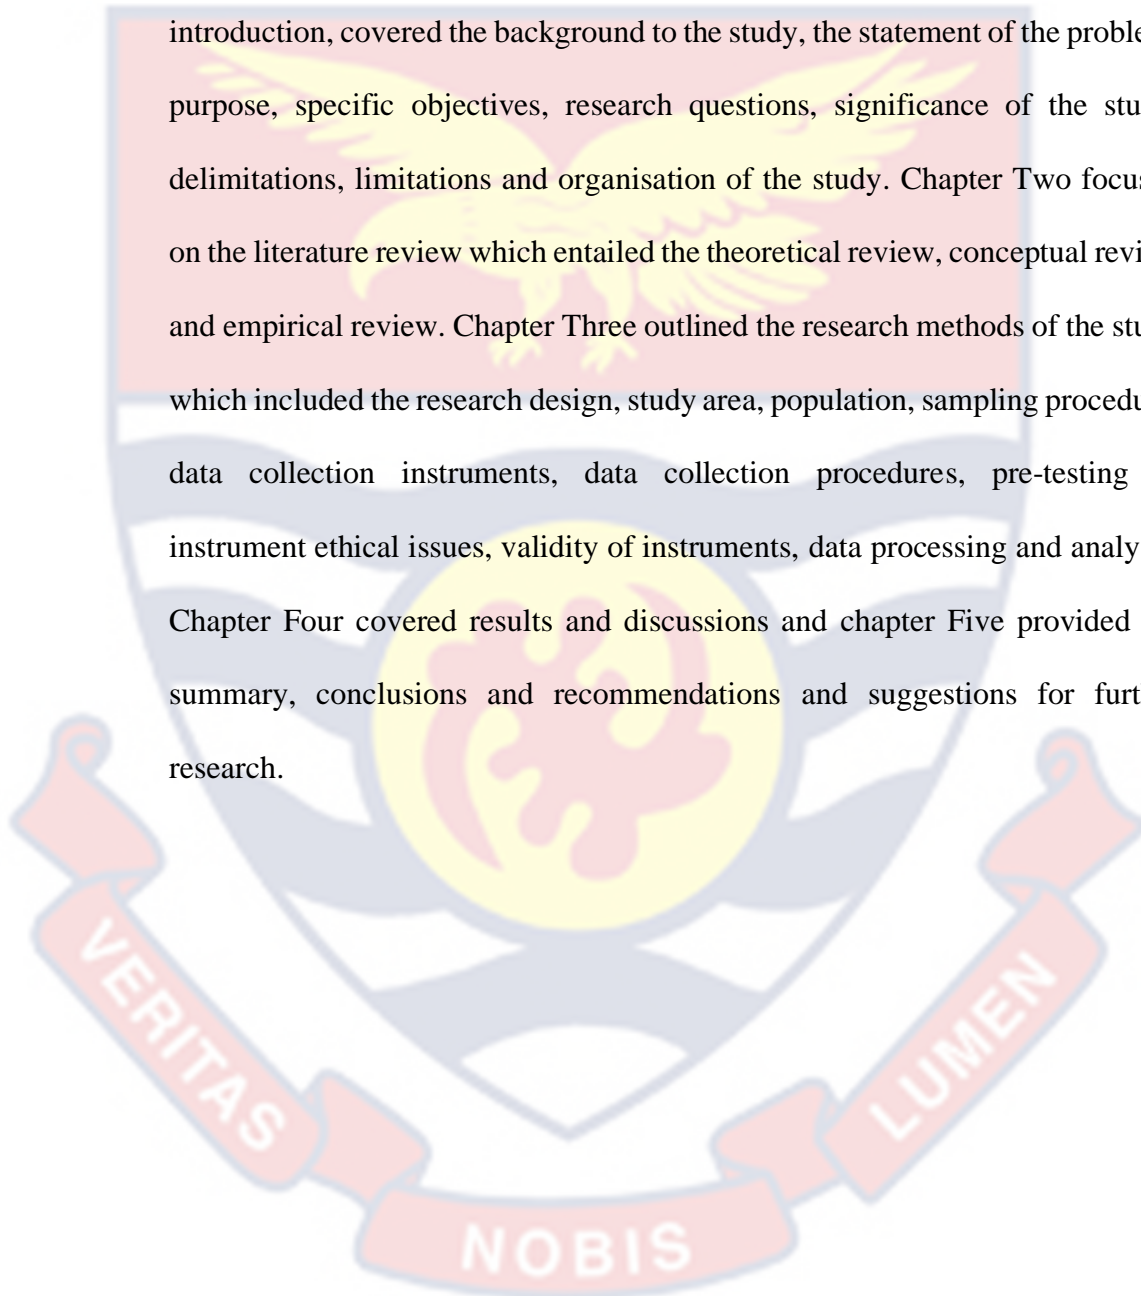 introduction, covered the background to the study, the statement of the proble
purpose, specific objectives, research questions, significance of the stu
delimitations, limitations and organisation of the study. Chapter Two focus
on the literature review which entailed the theoretical review, conceptual revi
and empirical review. Chapter Three outlined the research methods of the stu
which included the research design, study area, population, sampling procedu
data collection instruments, data collection procedures, pre-testing
instrument ethical issues, validity of instruments, data processing and analy
Chapter Four covered results and discussions and chapter Five provided
summary, conclusions and recommendations and suggestions for furt
research.
VERITAS
NOBIS
LUMEN